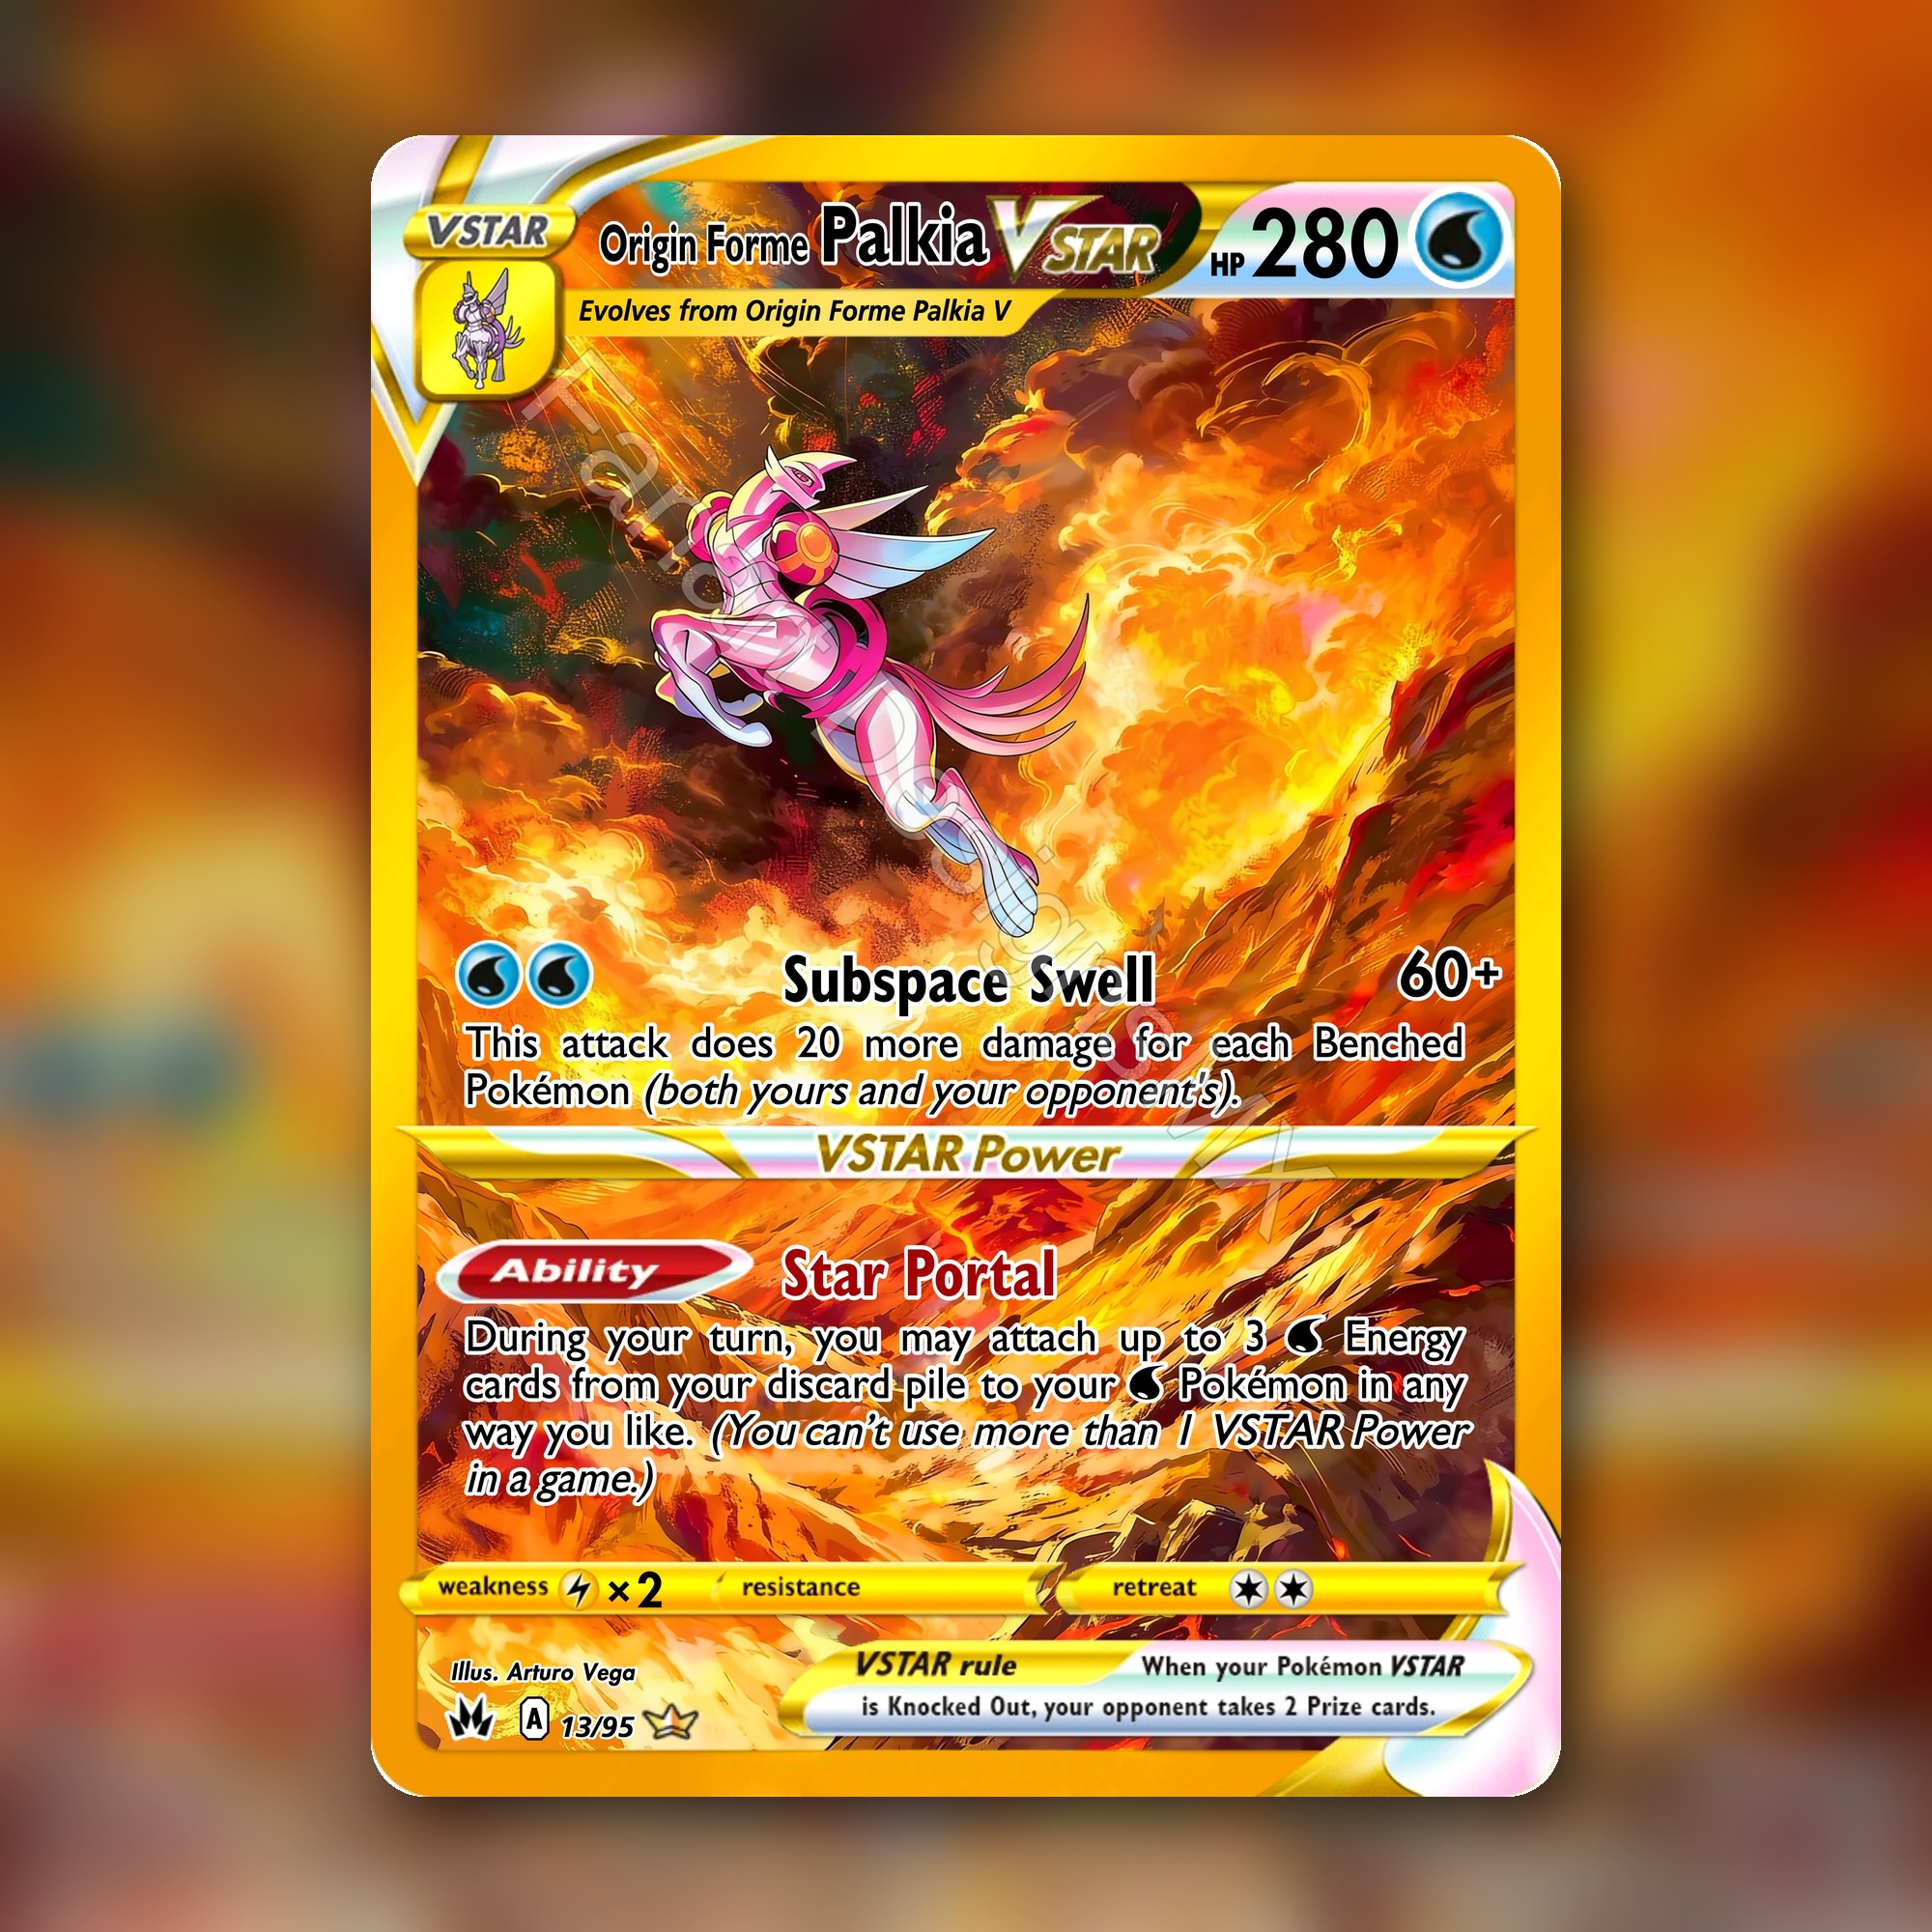 VSTAR
Origin Forme Palkia VSTAR
HP 280
Evolves from Origin Forme Palkia V
Subspace Swell 60+
This attack does 20 more damage for each Benched
Pokémon (both yours and your opponent's).
VSTAR Power
Ability Star Portal
During your turn, you may attach up to 3 Energy
cards from your discard pile to your Pokémon in any
way you like. (You can't use more than 1 VSTAR Power
in a game.)
weakness ×2 resistance retreat
Illus. Arturo Vega
A 13/95
VSTAR rule When your Pokémon VSTAR
is Knocked Out, your opponent takes 2 Prize cards.